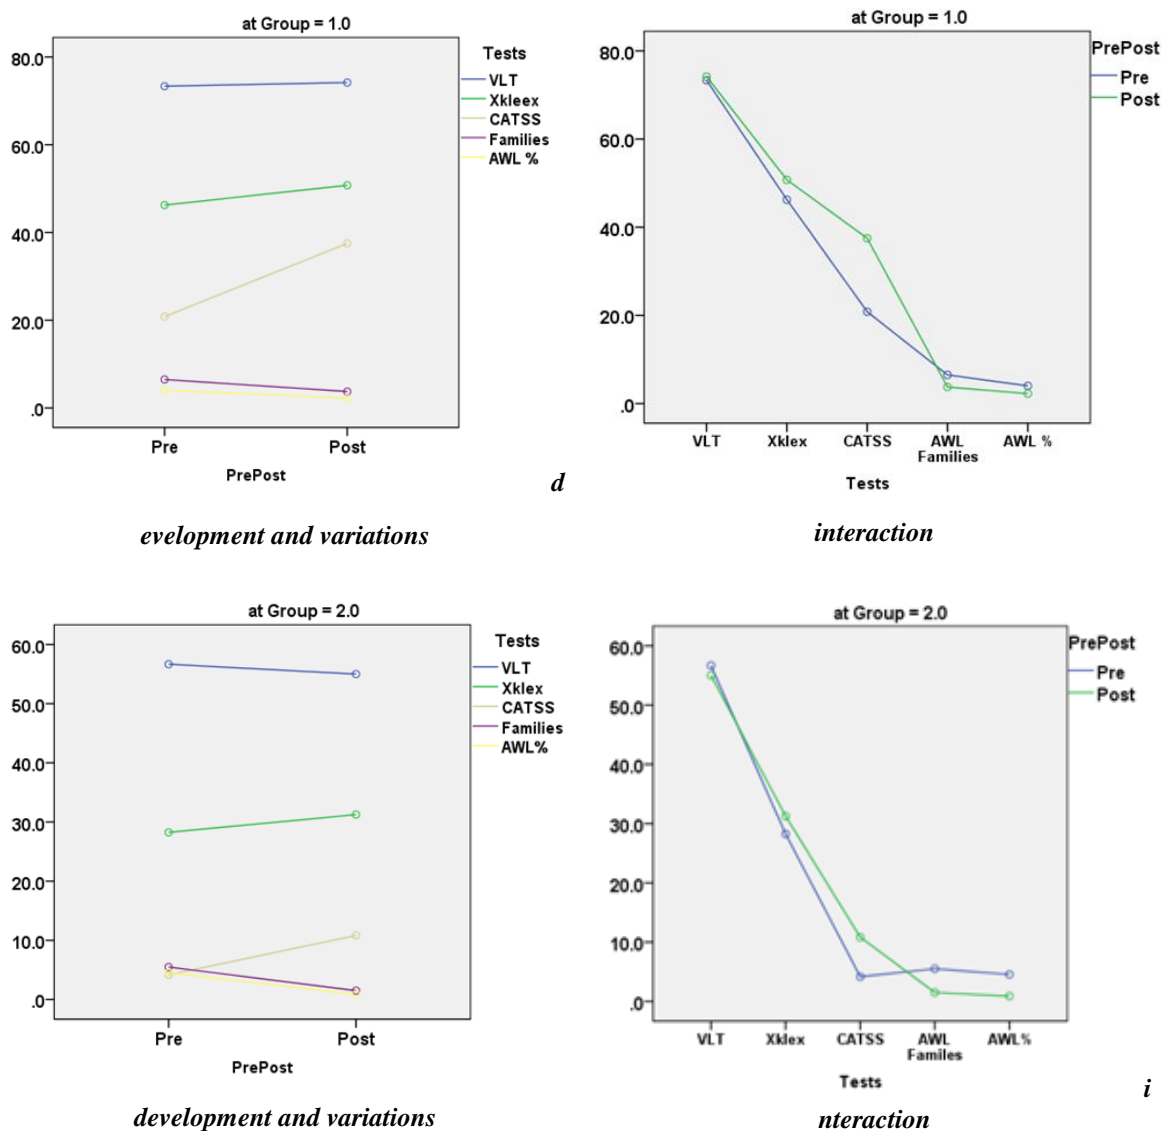 at Group = 1.0
Tests
VLT
Xkleex
CATSS
Families
AWL %
80.0
60.0
40.0
20.0
.0
Pre
Post
PrePost
d
evelopment and variations
at Group = 1.0
PrePost
Pre
Post
80.0
60.0
40.0
20.0
.0
VLT
Xklex
CATSS
AWL
Families
AWL %
Tests
interaction
at Group = 2.0
Tests
VLT
Xklex
CATSS
Families
AWL%
60.0
50.0
40.0
30.0
20.0
10.0
.0
Pre
Post
PrePost
development and variations
at Group = 2.0
PrePost
Pre
Post
60.0
50.0
40.0
30.0
20.0
10.0
.0
VLT
Xklex
CATSS
AWL
Familes
AWL%
Tests
i
nteraction